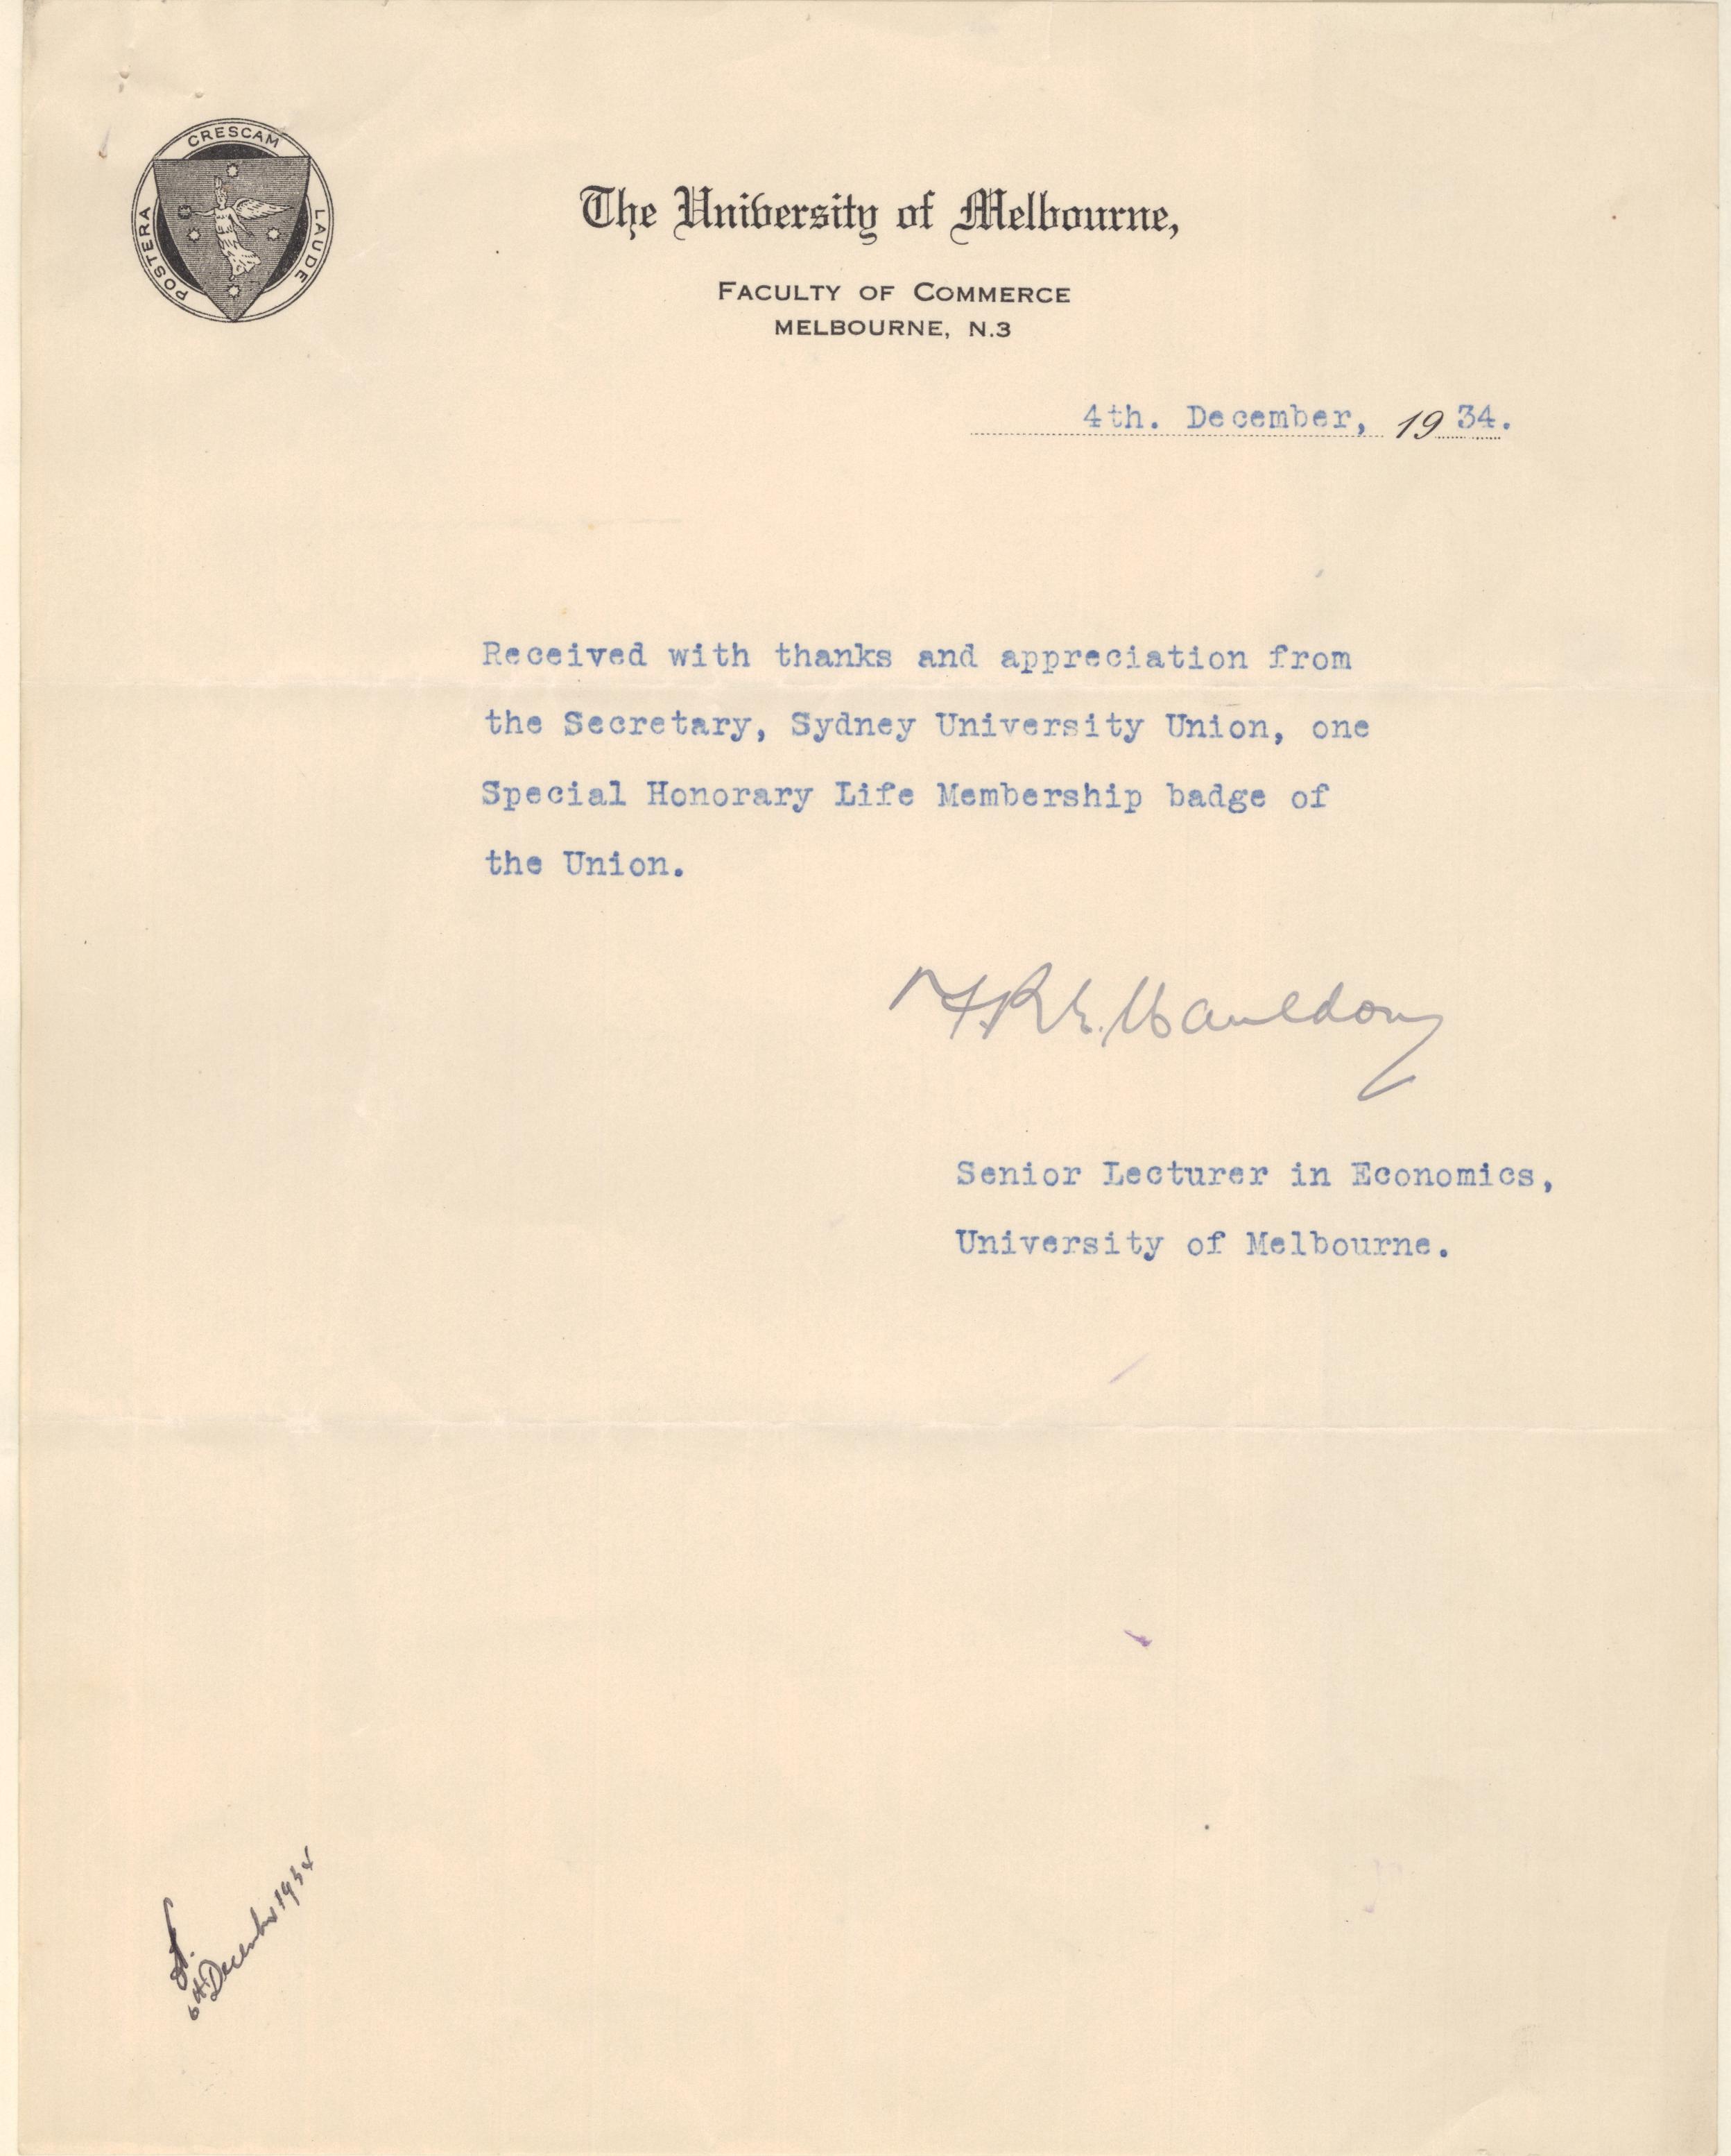 POSTERA CRESCAM LAUDE
The University of Melbourne,
FACULTY OF COMMERCE
MELBOURNE, N.3
4th. December, 1934.
Received with thanks and appreciation from
the Secretary, Sydney University Union, one
Special Honorary Life Membership badge of
the Union.
F.R.E. Mauldon
Senior Lecturer in Economics,
University of Melbourne.
6th December 1934